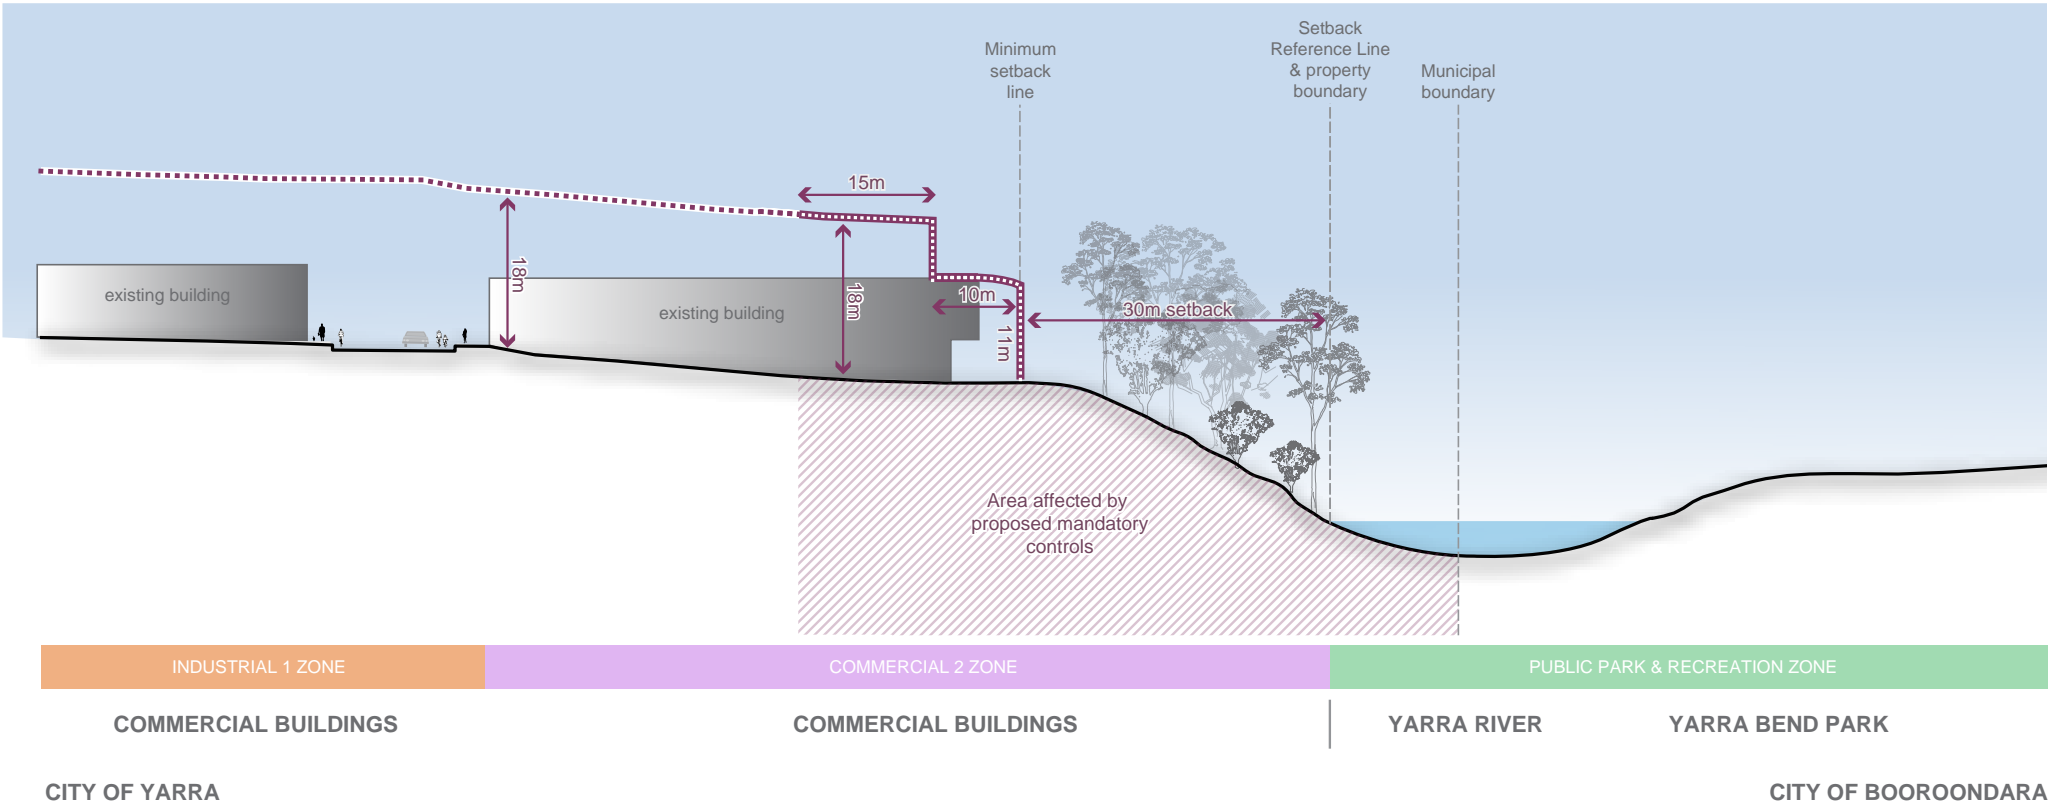 Setback
Reference Line
& property
boundary
Minimum
setback
line
Municipal
boundary
15m
18m
18m
existing building
existing building
10m
11m
30m setback
Area affected by
proposed mandatory
controls
INDUSTRIAL 1 ZONE
COMMERCIAL 2 ZONE
PUBLIC PARK & RECREATION ZONE
COMMERCIAL BUILDINGS
COMMERCIAL BUILDINGS
YARRA RIVER
YARRA BEND PARK
CITY OF YARRA
CITY OF BOOROONDARA